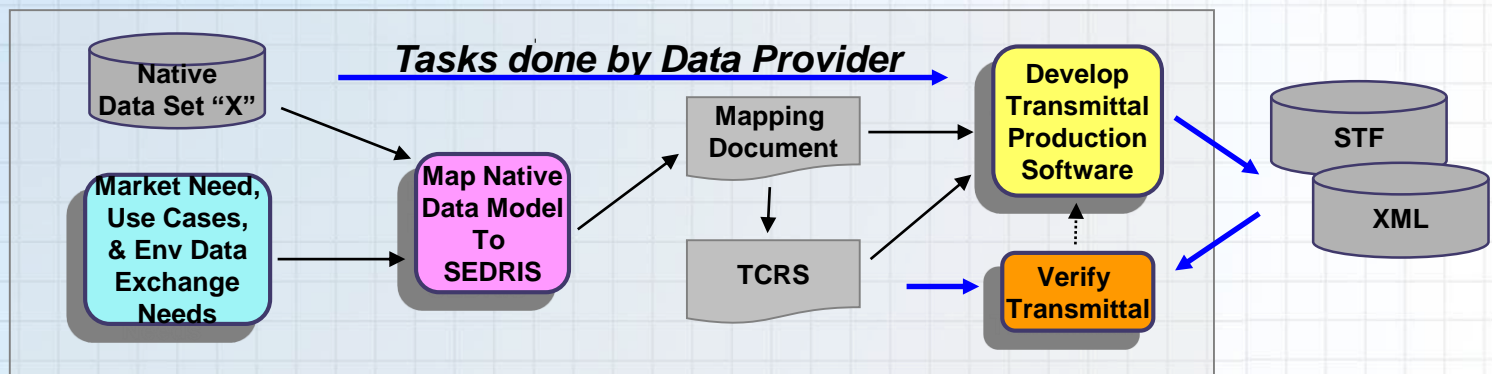 Tasks done by Data Provider
Native
Data Set “X”
Market Need,
Use Cases,
& Env Data
Exchange
Needs
Map Native
Data Model
To
SEDRIS
Mapping
Document
TCRS
Develop
Transmittal
Production
Software
Verify
Transmittal
STF
XML